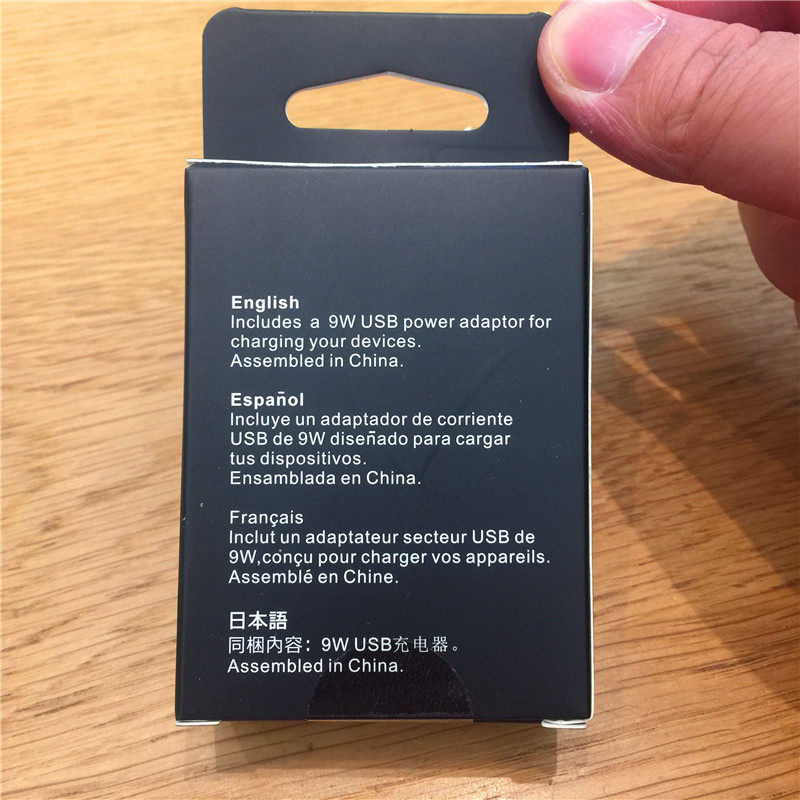 English
Includes a 9W USB power adaptor for
charging your devices.
Assembled in China.
Español
Incluye un adaptador de corriente
USB de 9W diseñado para cargar
tus dispositivos.
Ensamblada en China.
Français
Inclut un adaptateur secteur USB de
9W,conçu pour charger vos appareils.
Assemblé en Chine.
日本語
同梱内容：9W USB充电器。
Assembled in China.